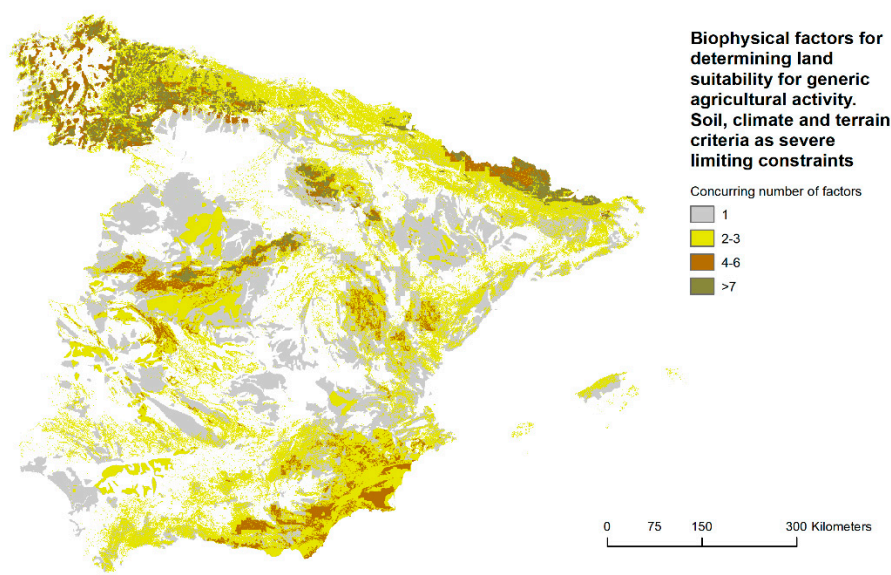 Biophysical factors for
determining land
suitability for generic
agricultural activity.
Soil, climate and terrain
criteria as severe
limiting constraints
Concurring number of factors
1
2-3
4-6
>7
0 75 150 300 Kilometers